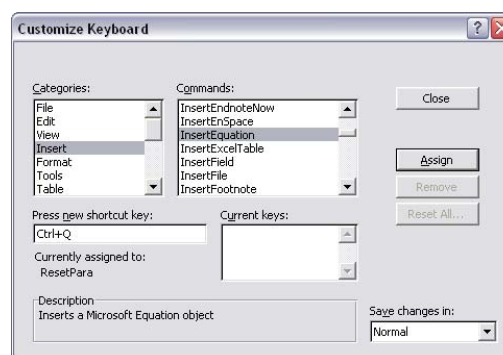 Customize Keyboard
Categories:
File
Edit
View
Insert
Format
Tools
Table
Commands:
InsertEndnoteNow
InsertEnSpace
InsertEquation
InsertExcelTable
InsertField
InsertFile
InsertFootnote
Close
Assign
Remove
Reset All...
Press new shortcut key:
Ctrl+Q
Current keys:
Currently assigned to:
ResetPara
Description
Inserts a Microsoft Equation object
Save changes in:
Normal